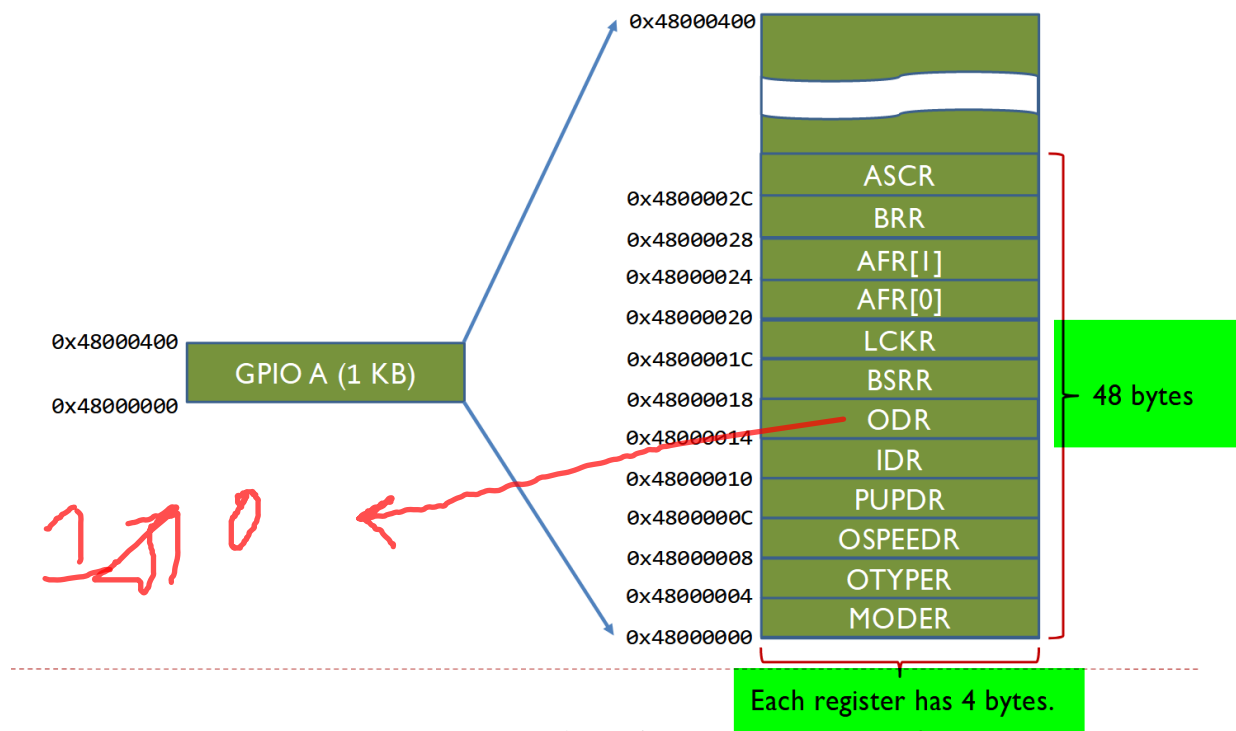 0x48000400
ASCR
0x4800002C
BRR
0x48000028
AFR[1]
0x48000024
AFR[0]
0x48000020
LCKR
0x4800001C
BSRR
0x48000018
ODR
0x48000014
IDR
0x48000010
PUPDR
0x4800000C
OSPEEDR
0x48000008
OTYPER
0x48000004
MODER
0x48000000
0x48000400
GPIO A (1 KB)
0x48000000
48 bytes
Each register has 4 bytes.